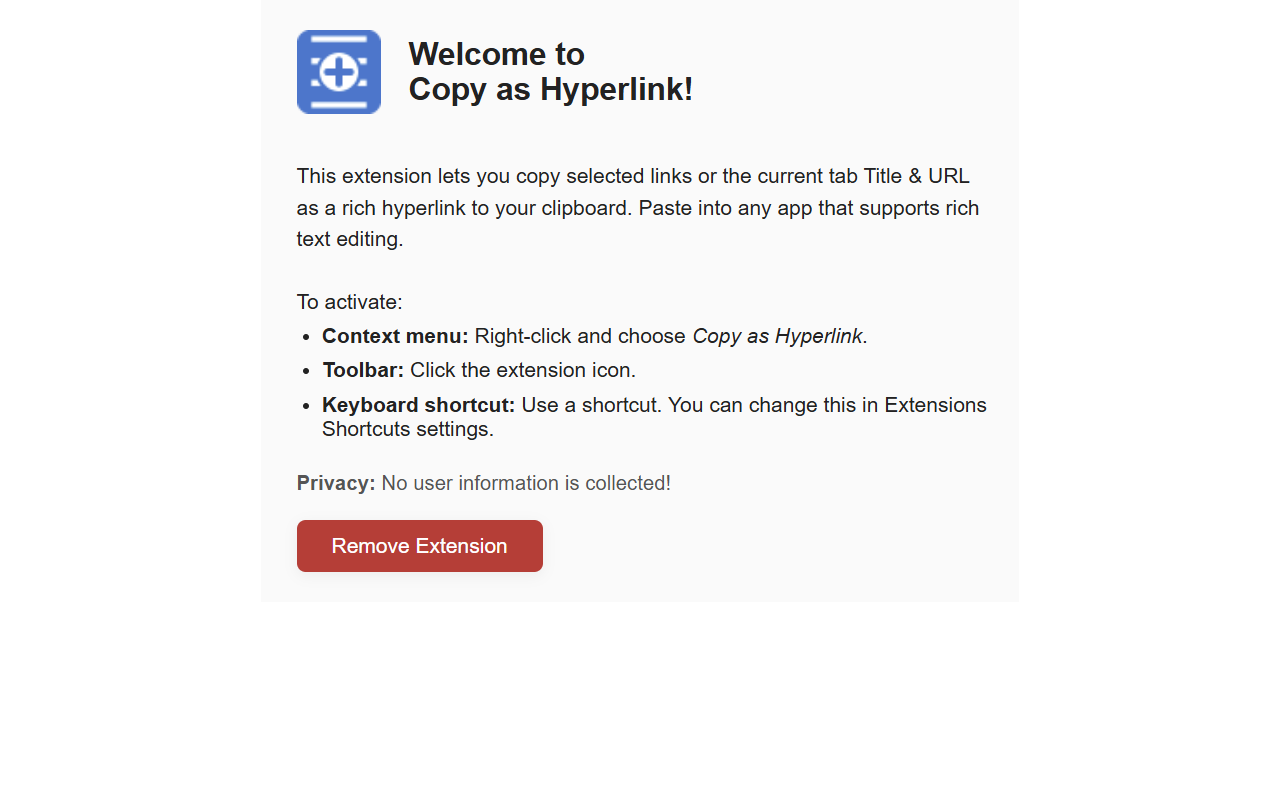 Welcome to
Copy as Hyperlink!
This extension lets you copy selected links or the current tab Title & URL
as a rich hyperlink to your clipboard. Paste into any app that supports rich
text editing.
To activate:
• Context menu: Right-click and choose Copy as Hyperlink.
• Toolbar: Click the extension icon.
• Keyboard shortcut: Use a shortcut. You can change this in Extensions
Shortcuts settings.
Privacy: No user information is collected!
Remove Extension